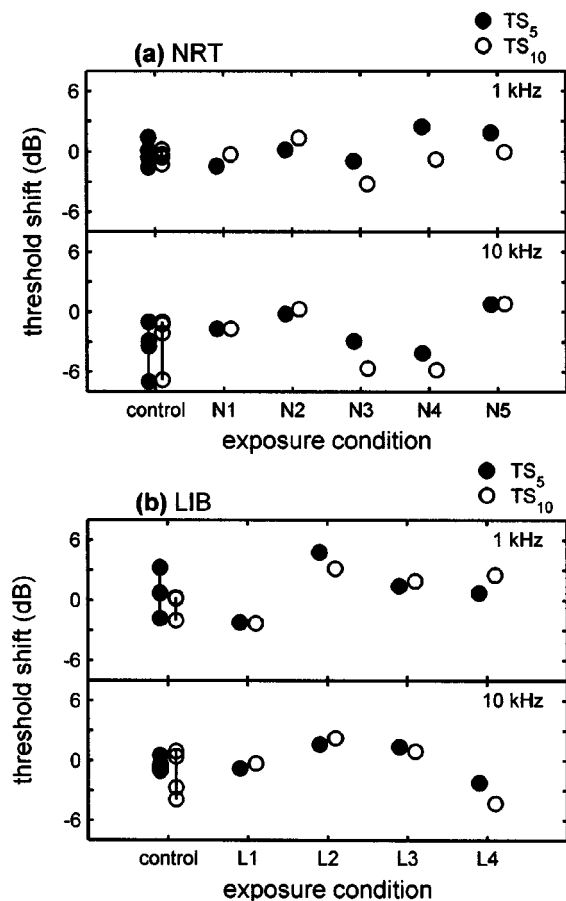 TS5
TS10
(a) NRT
1 kHz
6
0
-6
threshold shift (dB)
10 kHz
6
0
-6
control N1 N2 N3 N4 N5
exposure condition
TS5
TS10
(b) LIB
1 kHz
6
0
-6
threshold shift (dB)
10 kHz
6
0
-6
control L1 L2 L3 L4
exposure condition